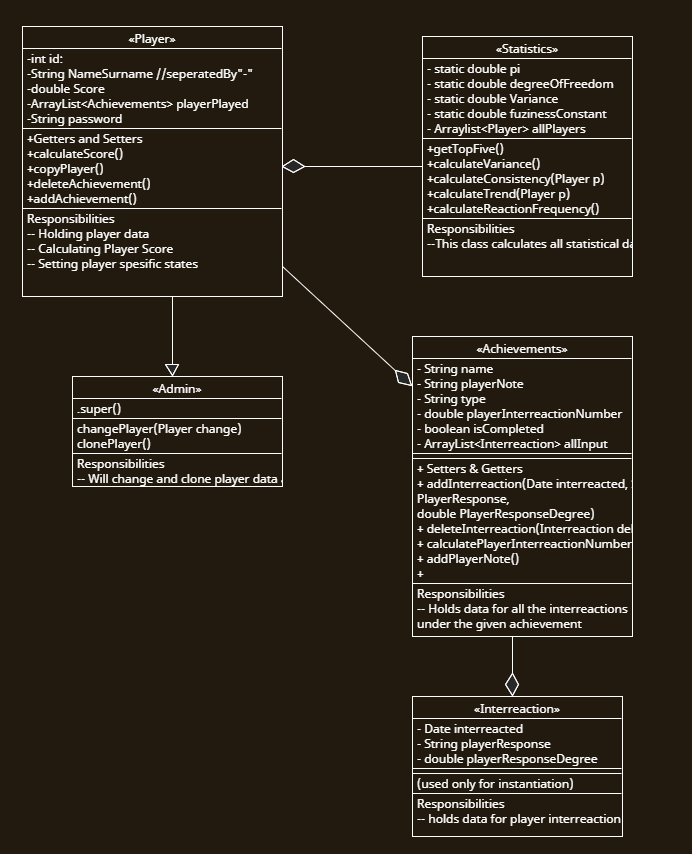 «Player»
-int id:
-String NameSurname //seperatedBy"-"
-double Score
-ArrayList<Achievements> playerPlayed
-String password
+Getters and Setters
+calculateScore()
+copyPlayer()
+deleteAchievement()
+addAchievement()
Responsibilities
-- Holding player data
-- Calculating Player Score
-- Setting player spesific states
«Statistics»
- static double pi
- static double degreeOfFreedom
- static double Variance
- static double fuzinessConstant
- Arraylist<Player> allPlayers
+getTopFive()
+calculateVariance()
+calculateConsistency(Player p)
+calculateTrend(Player p)
+calculateReactionFrequency()
Responsibilities
--This class calculates all statistical da
«Admin»
.super()
changePlayer(Player change)
clonePlayer()
Responsibilities
-- Will change and clone player data
«Achievements»
- String name
- String playerNote
- String type
- double playerInterreactionNumber
- boolean isCompleted
- ArrayList<Interreaction> allInput
+ Setters & Getters
+ addInterreaction(Date interreacted,
PlayerResponse,
double PlayerResponseDegree)
+ deleteInterreaction(Interreaction del
+ calculatePlayerInterreactionNumber
+ addPlayerNote()
+
Responsibilities
-- Holds data for all the interreactions
under the given achievement
«Interreaction»
- Date interreacted
- String playerResponse
- double playerResponseDegree
(used only for instantiation)
Responsibilities
-- holds data for player interreaction